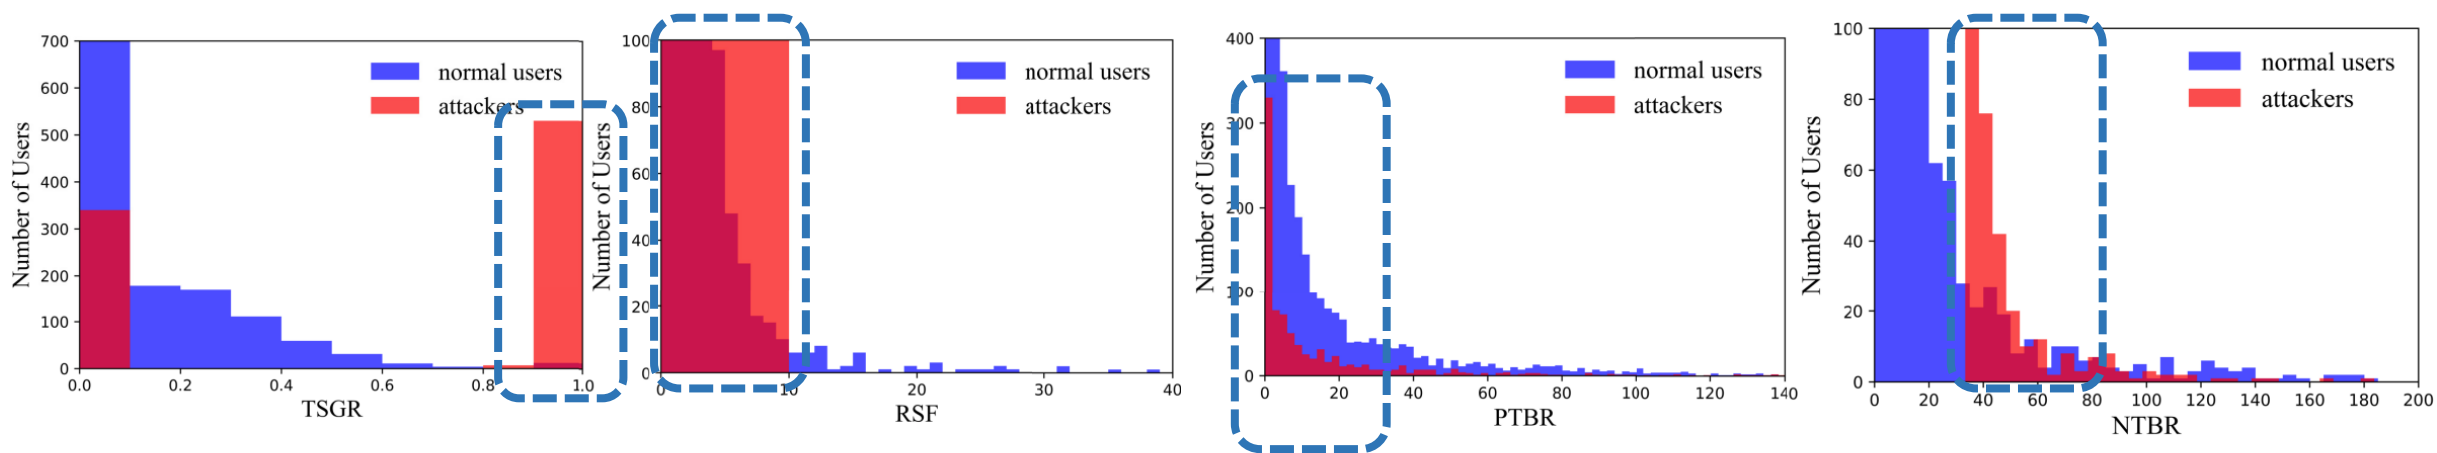 Number of Users
700
600
500
400
300
200
100
0
normal users
attackers
0.0 0.2 0.4 0.6 0.8 1.0
TSGR
Number of Users
100
80
60
40
20
0
normal users
attackers
0 10 20 30 40
RSF
Number of Users
400
300
200
100
0
normal users
attackers
0 20 40 60 80 100 120 140
PTBR
Number of Users
100
80
60
40
20
0
normal users
attackers
0 20 40 60 80 100 120 140 160 180 200
NTBR